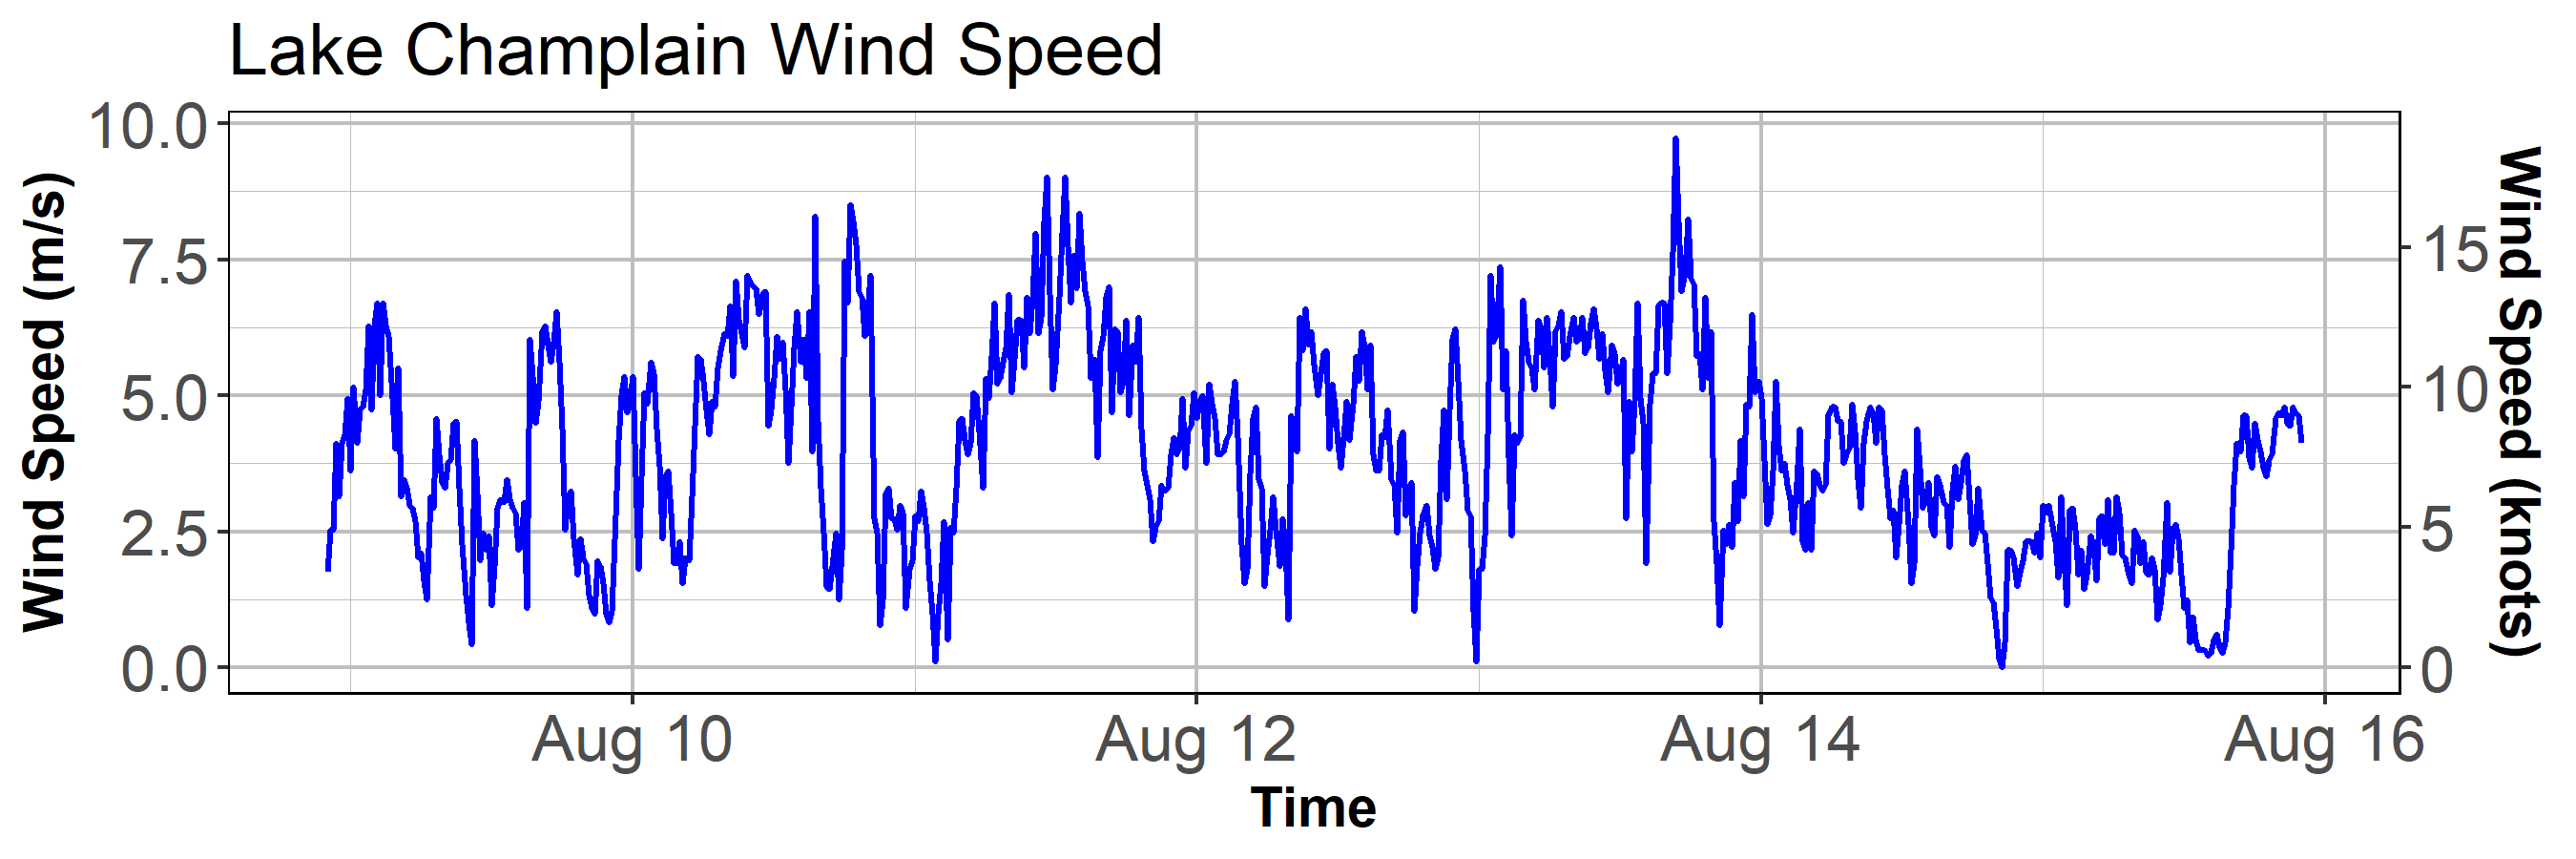 Lake Champlain Wind Speed
Wind Speed (m/s)
10.0
7.5
5.0
2.5
0.0
Wind Speed (knots)
15
10
5
0
Aug 10
Aug 12
Aug 14
Aug 16
Time